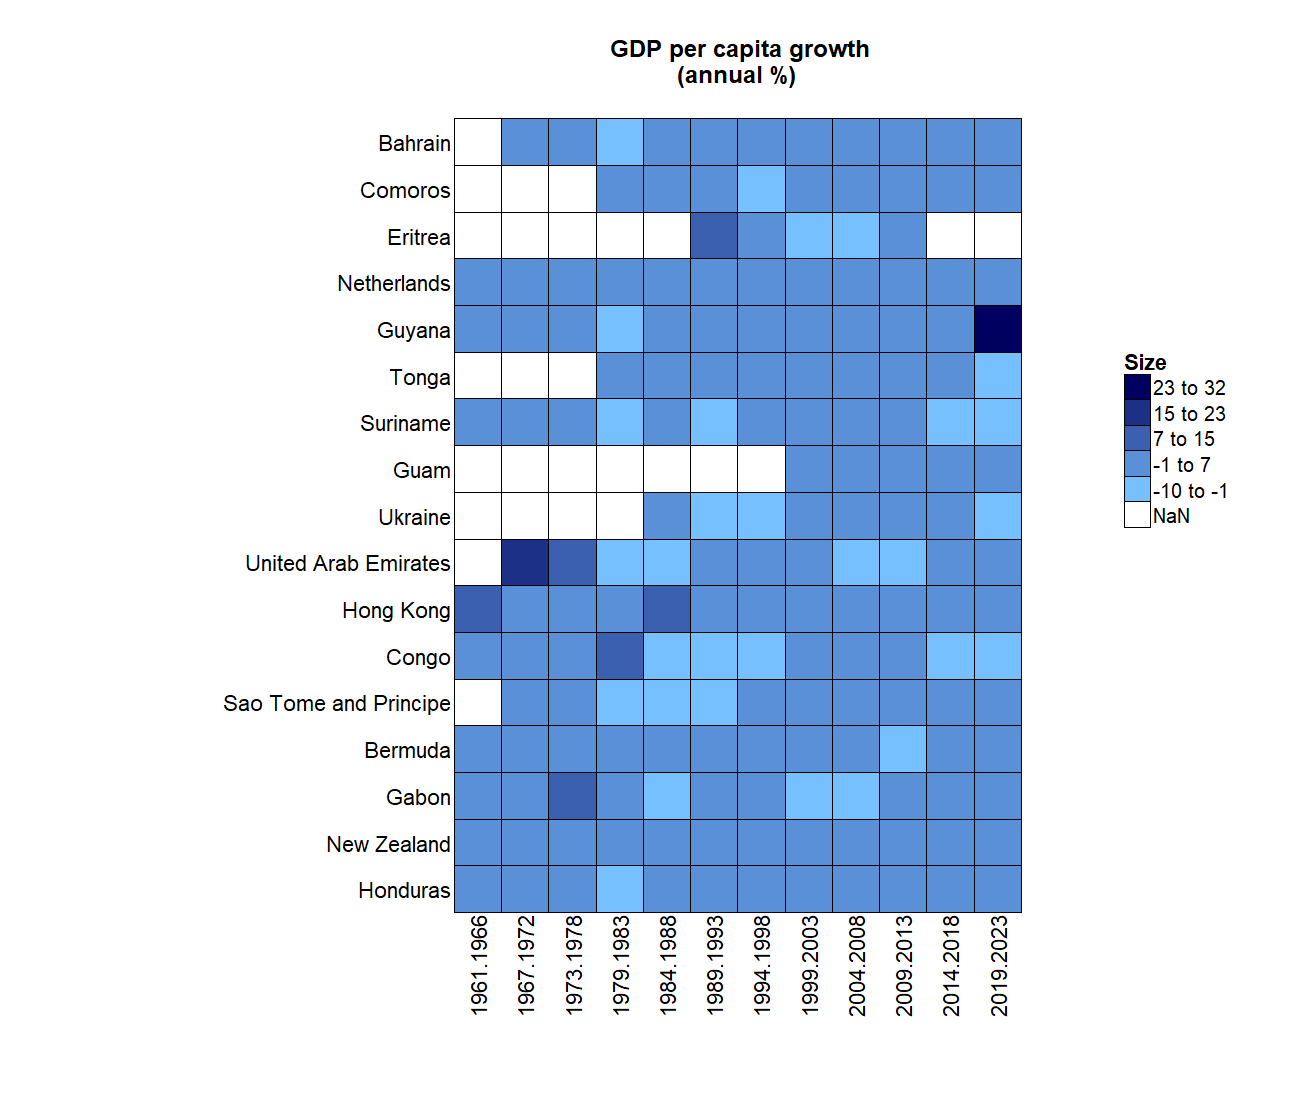 GDP per capita growth
(annual %)
Bahrain
Comoros
Eritrea
Netherlands
Guyana
Tonga
Suriname
Guam
Ukraine
United Arab Emirates
Hong Kong
Congo
Sao Tome and Principe
Bermuda
Gabon
New Zealand
Honduras
1961.1966
1967.1972
1973.1978
1979.1983
1984.1988
1989.1993
1994.1998
1999.2003
2004.2008
2009.2013
2014.2018
2019.2023
Size
23 to 32
15 to 23
7 to 15
-1 to 7
-10 to -1
NaN